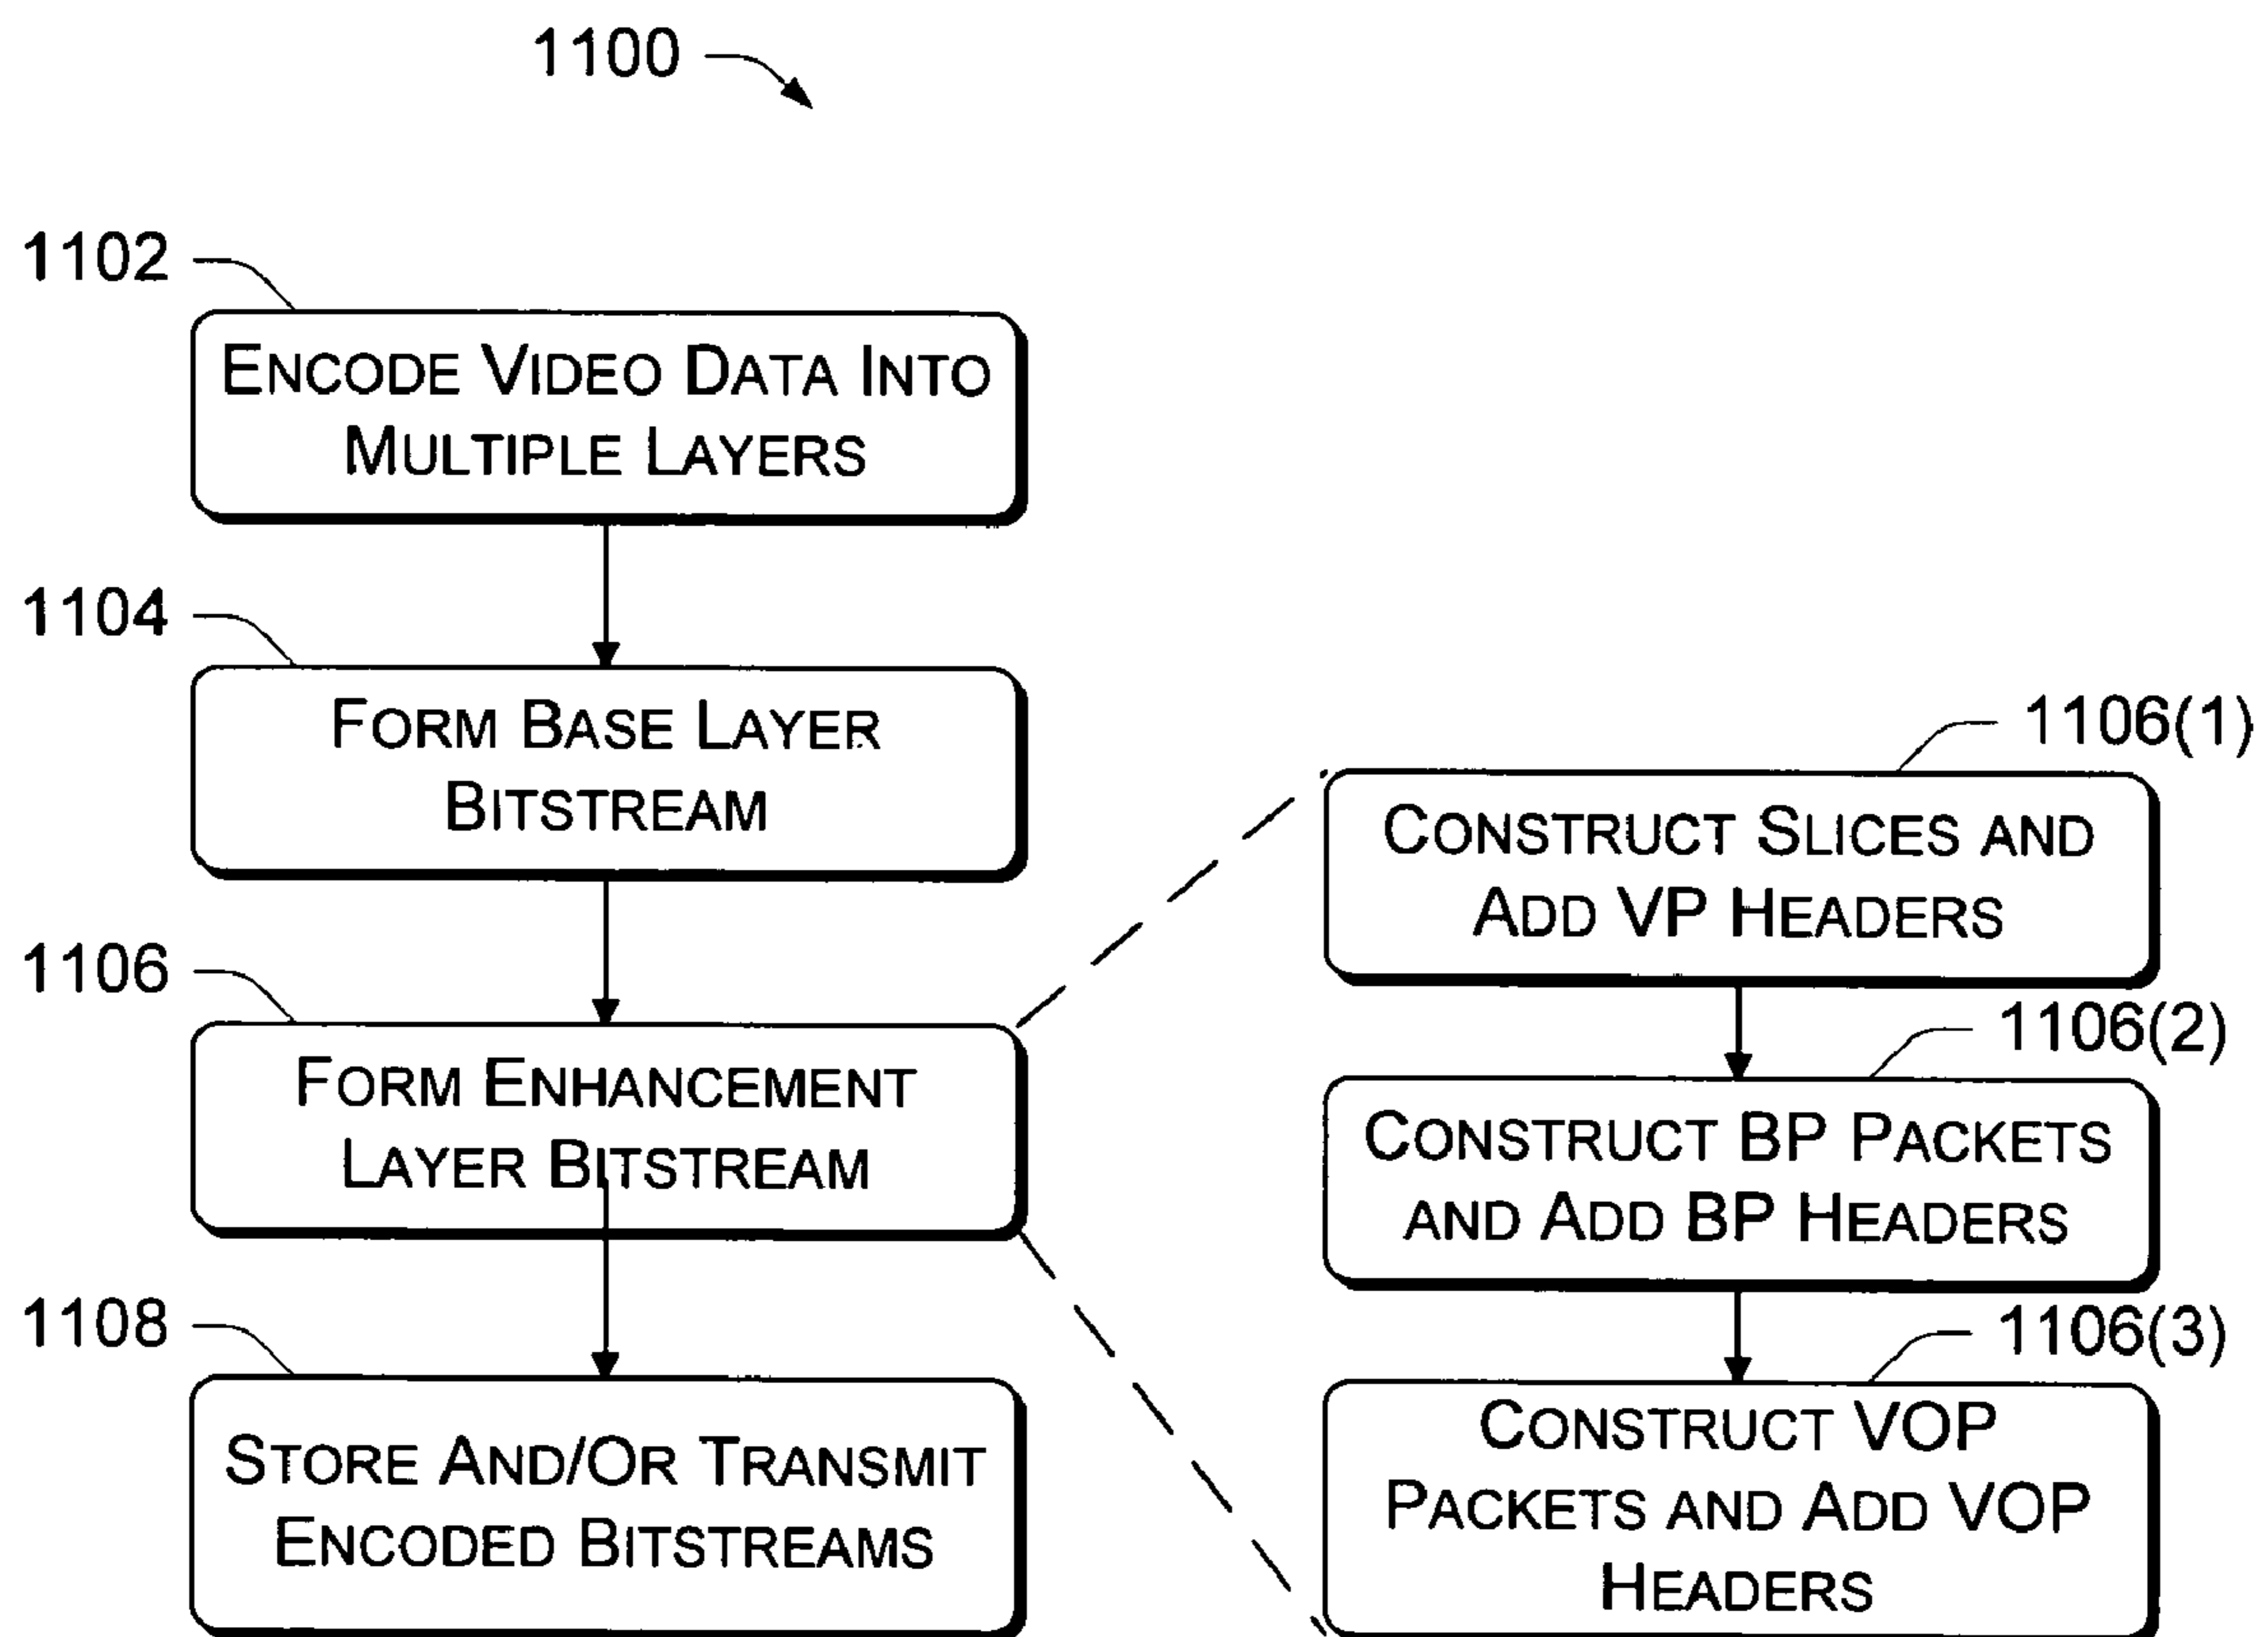 1100
1102
ENCODE VIDEO DATA INTO
MULTIPLE LAYERS
1104
FORM BASE LAYER
BITSTREAM
1106
FORM ENHANCEMENT
LAYER BITSTREAM
1108
STORE AND/OR TRANSMIT
ENCODED BITSTREAMS
1106(1)
CONSTRUCT SLICES AND
ADD VP HEADERS
1106(2)
CONSTRUCT BP PACKETS
AND ADD BP HEADERS
1106(3)
CONSTRUCT VOP
PACKETS AND ADD VOP
HEADERS